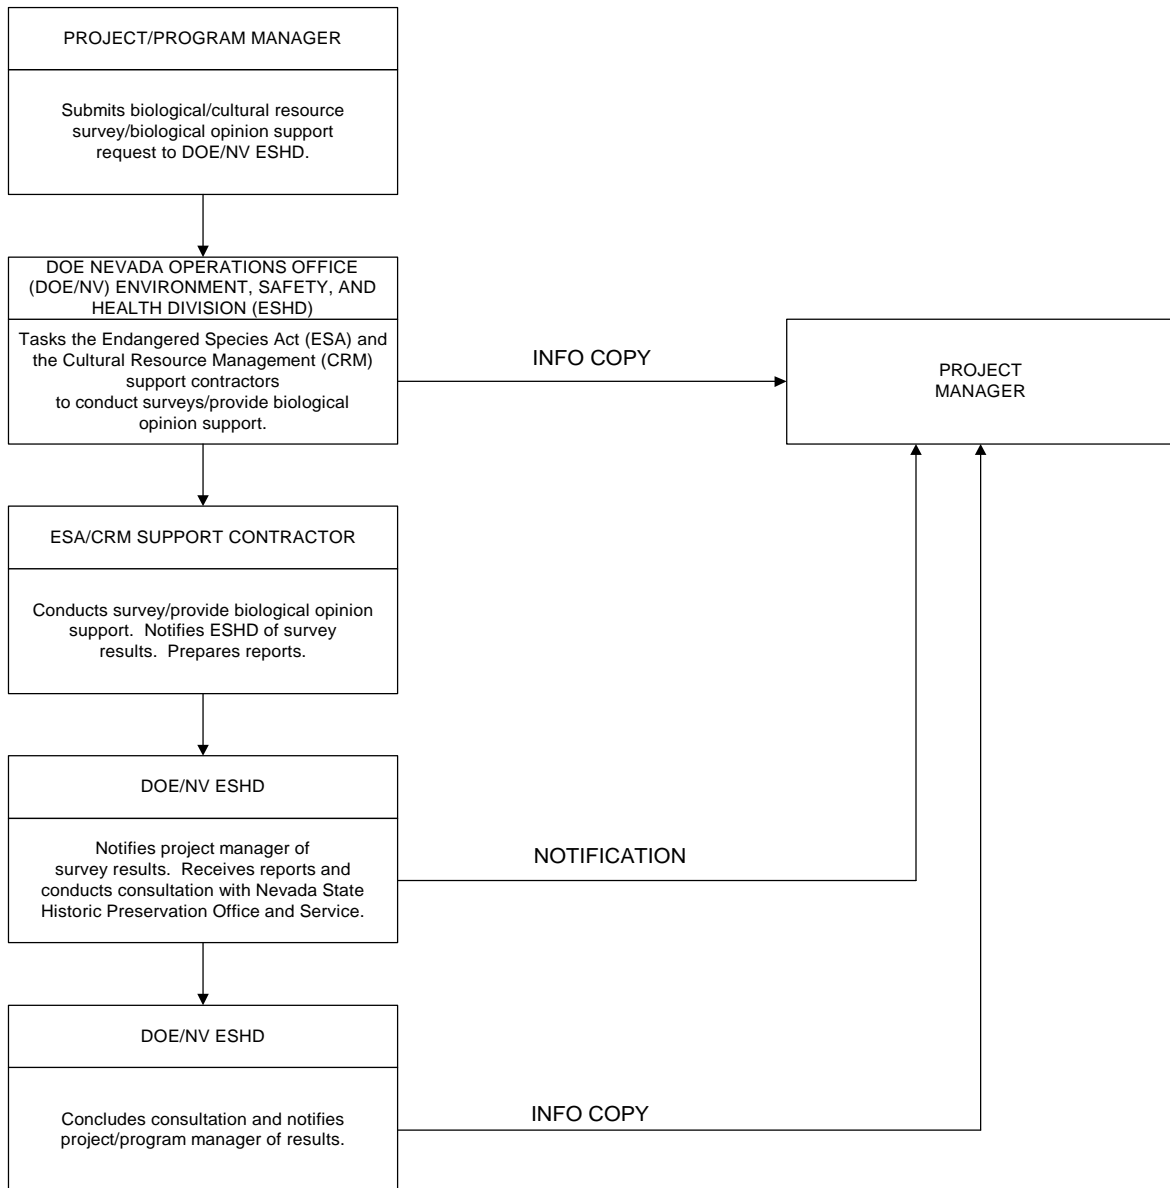 PROJECT/PROGRAM MANAGER
Submits biological/cultural resource
survey/biological opinion support
request to DOE/NV ESHD.
DOE NEVADA OPERATIONS OFFICE
(DOE/NV) ENVIRONMENT, SAFETY, AND
HEALTH DIVISION (ESHD)
Tasks the Endangered Species Act (ESA) and
the Cultural Resource Management (CRM)
support contractors
to conduct surveys/provide biological
opinion support.
INFO COPY
PROJECT
MANAGER
ESA/CRM SUPPORT CONTRACTOR
Conducts survey/provide biological opinion
support.  Notifies ESHD of survey
results.  Prepares reports.
DOE/NV ESHD
Notifies project manager of
survey results.  Receives reports and
conducts consultation with Nevada State
Historic Preservation Office and Service.
NOTIFICATION
DOE/NV ESHD
Concludes consultation and notifies
project/program manager of results.
INFO COPY